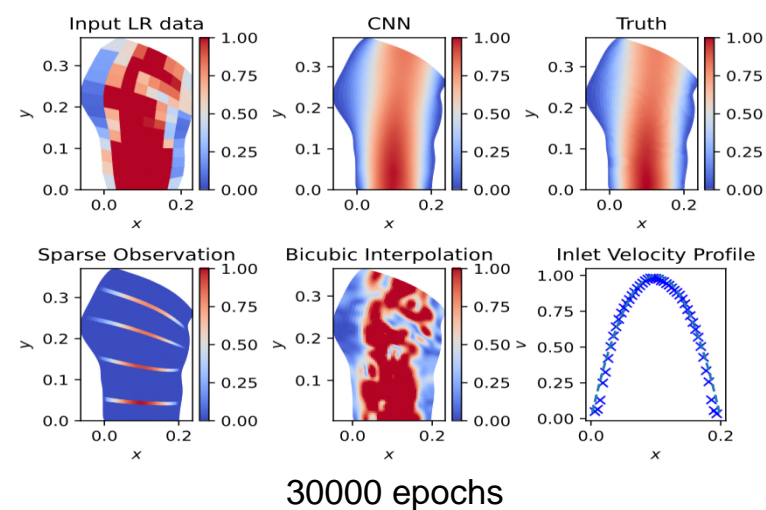 Input LR data CNN Truth
1.00 1.00 1.00
0.3 0.3 0.3
0.75 0.75 0.75
y 0.2 y 0.2 y 0.2
0.50 0.50 0.50
0.1 0.1 0.1
0.25 0.25 0.25
0.0 0.00 0.0 0.00 0.0 0.00
0.0 0.2 0.0 0.2 0.0 0.2
x x x
Sparse Observation Bicubic Interpolation Inlet Velocity Profile
1.00 1.00 1.00
0.3 0.3
0.75 0.75 0.75
y 0.2 y 0.2 v
0.50 0.50 0.50
0.1 0.1
0.25 0.25 0.25
0.0 0.00 0.00 0.00
0.0 0.2 0.0 0.2 0.0 0.2
x x x
30000 epochs